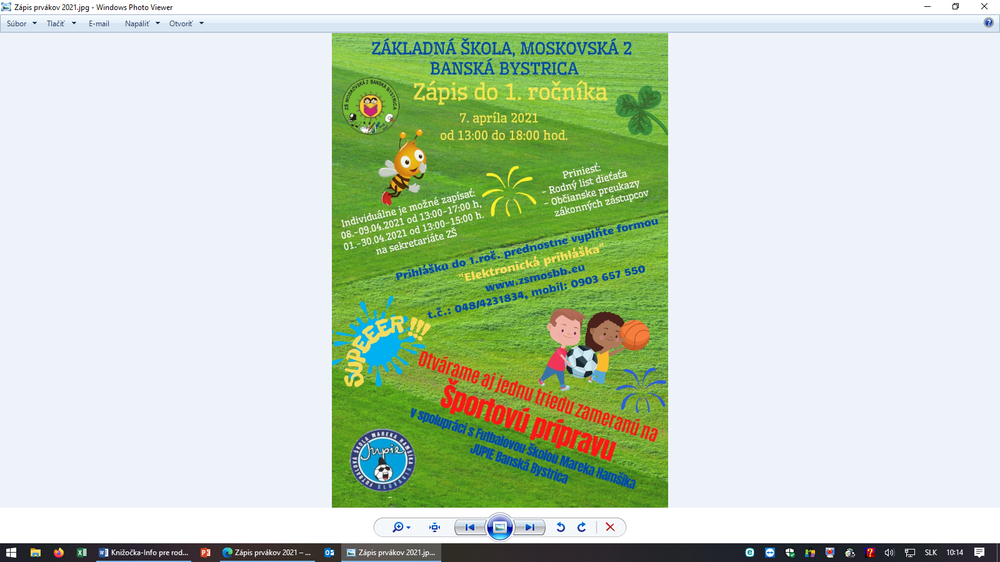 Zápis prvákov 2021.jpg - Windows Photo Viewer
Súbor Tlačiť E-mail Napáliť Otvoriť
ZÁKLADNÁ ŠKOLA, MOSKOVSKÁ 2
BANSKÁ BYSTRICA
Zápis do 1. ročníka
7. apríla 2021
od 13:00 do 18:00 hod.
ZŠ MOSKOVSKÁ 2 BANSKÁ BYSTRICA
Priniesť:
- Rodný list dieťaťa
- Občianske preukazy
zákonných zástupcov
Individuálne je možné zapísať:
08.-09.04.2021 od 13:00-17:00 h,
01.-30.04.2021 od 13:00-15:00 h.
na sekretariáte ZŠ
Prihlášku do 1.roč. prednostne vyplňte formou
"Elektronická prihláška"
www.zsmosbb.eu
t.č.: 048/4231834, mobil: 0903 657 550
SUPEEER !!!
Otvárame aj jednu triedu zameranú na
Športovú prípravu
v spolupráci s Futbalovou školou Mareka Hamšíka
JUPIE Banská Bystrica
FUTBALOVÁ ŠKOLA MAREKA HAMŠÍKA
Jupie
SLOVAKIA
Knižočka-Info pre rod...
Zápis prvákov 2021 – ...
Zápis prvákov 2021.jp...
SLK
10:14